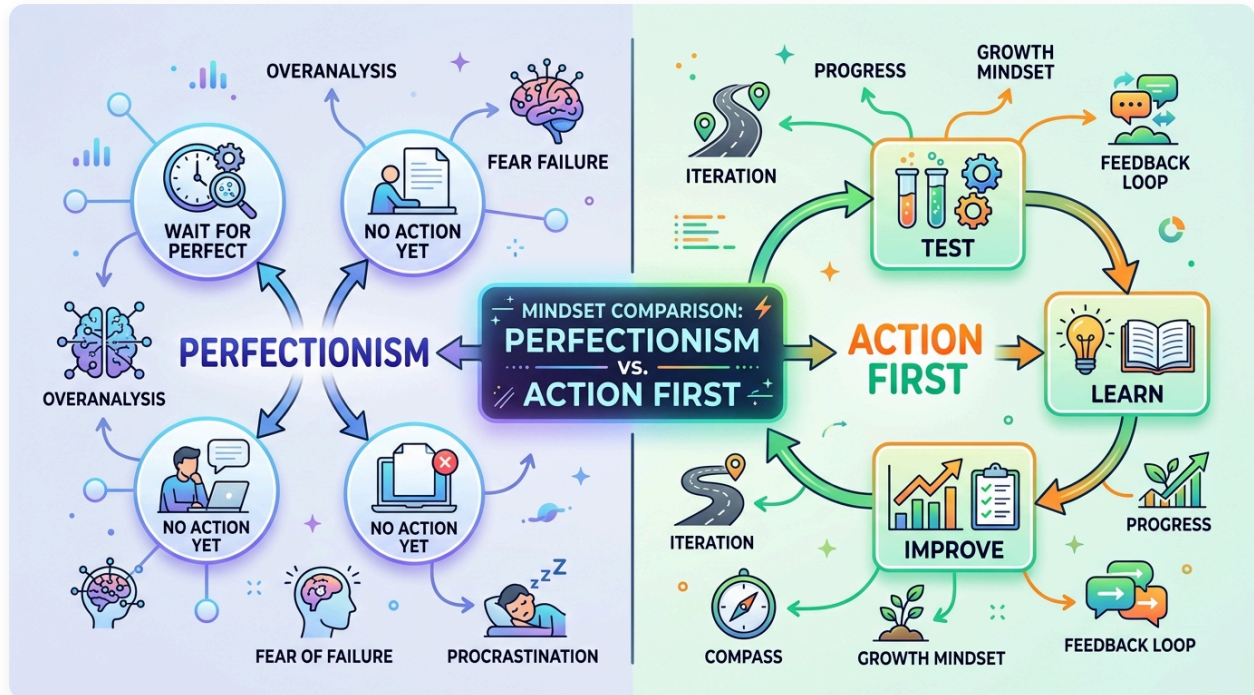 OVERANALYSIS
FEAR FAILURE
WAIT FOR
PERFECT
NO ACTION
YET
OVERANALYSIS
PERFECTIONISM
NO ACTION
YET
NO ACTION
YET
FEAR OF FAILURE
zzZ
PROCRASTINATION
MINDSET COMPARISON:
PERFECTIONISM
VS.
ACTION FIRST
PROGRESS
GROWTH
MINDSET
ITERATION
FEEDBACK
LOOP
TEST
ACTION
FIRST
LEARN
IMPROVE
ITERATION
PROGRESS
COMPASS
GROWTH MINDSET
FEEDBACK LOOP